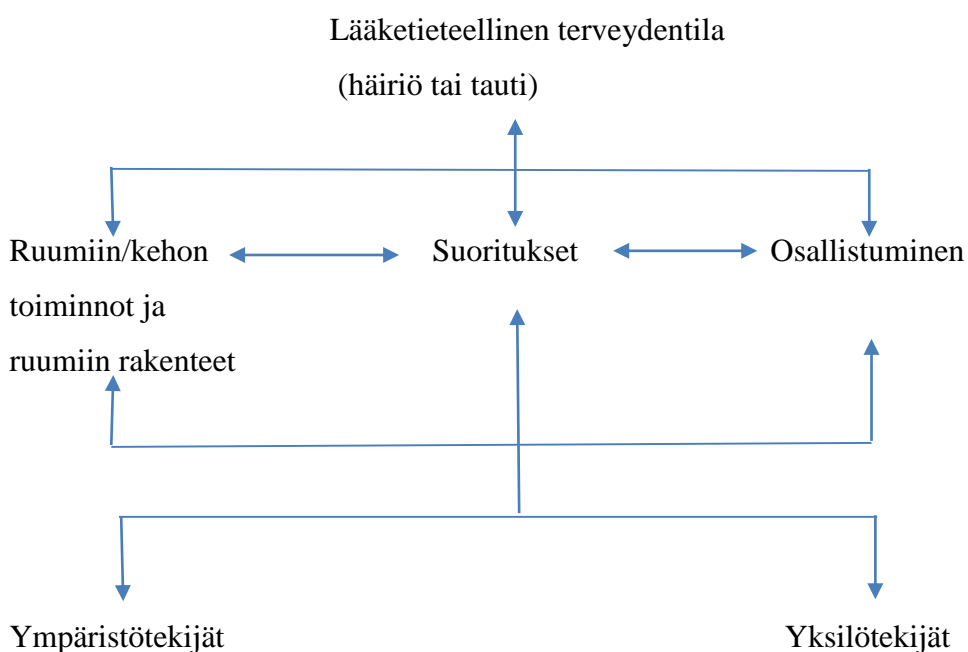 Lääketieteellinen terveydentila
(häiriö tai tauti)
Ruumiin/kehon
toiminnot ja
ruumiin rakenteet
Suoritukset
Osallistuminen
Ympäristötekijät
Yksilötekijät